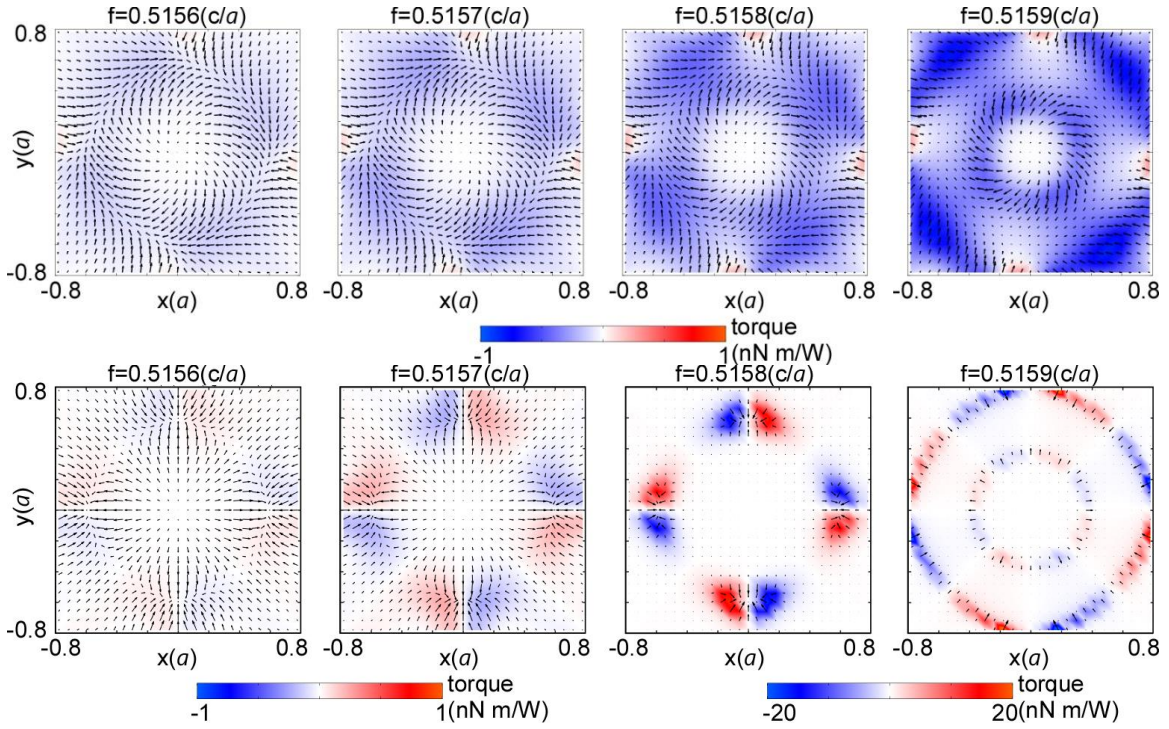 f=0.5156(c/a) f=0.5157(c/a) f=0.5158(c/a) f=0.5159(c/a)
0.8
y(a)
-0.8
-0.8 0.8 -0.8 0.8 -0.8 0.8 -0.8 0.8
x(a) x(a) x(a) x(a)
torque
-1 1(nN m/W)
f=0.5156(c/a) f=0.5157(c/a) f=0.5158(c/a) f=0.5159(c/a)
0.8
y(a)
-0.8
-0.8 0.8 -0.8 0.8 -0.8 0.8 -0.8 0.8
x(a) x(a) x(a) x(a)
torque torque
-1 1(nN m/W) -20 20(nN m/W)